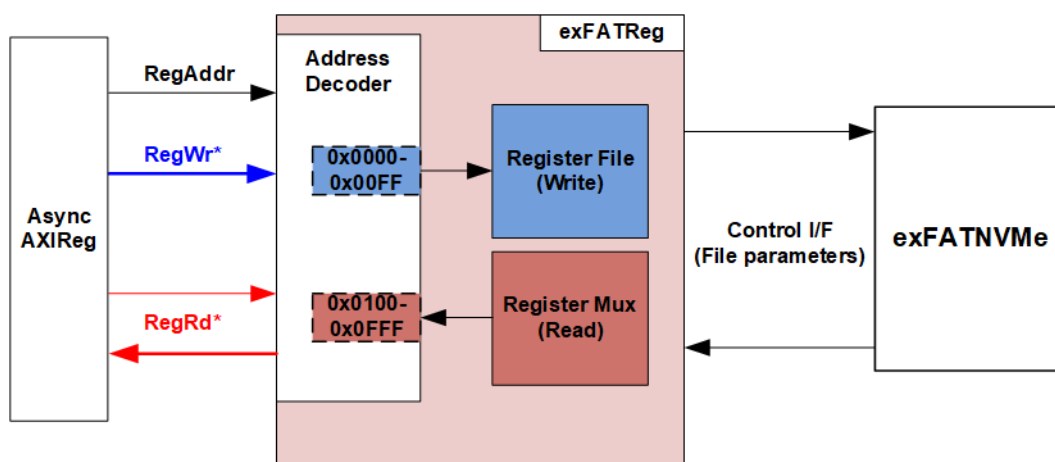 exFATReg
Address
Decoder
RegAddr
RegWr*
0x0000-
0x00FF
Register File
(Write)
Async
AXIReg
Control I/F
(File parameters)
exFATNVMe
0x0100-
0x0FFF
RegRd*
Register Mux
(Read)